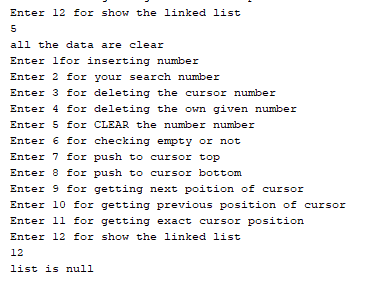 Enter 12 for show the linked list
5
all the data are clear
Enter 1for inserting number
Enter 2 for your search number
Enter 3 for deleting the cursor number
Enter 4 for deleting the own given number
Enter 5 for CLEAR the number number
Enter 6 for checking empty or not
Enter 7 for push to cursor top
Enter 8 for push to cursor bottom
Enter 9 for getting next poition of cursor
Enter 10 for getting previous position of cursor
Enter 11 for getting exact cursor position
Enter 12 for show the linked list
12
list is null